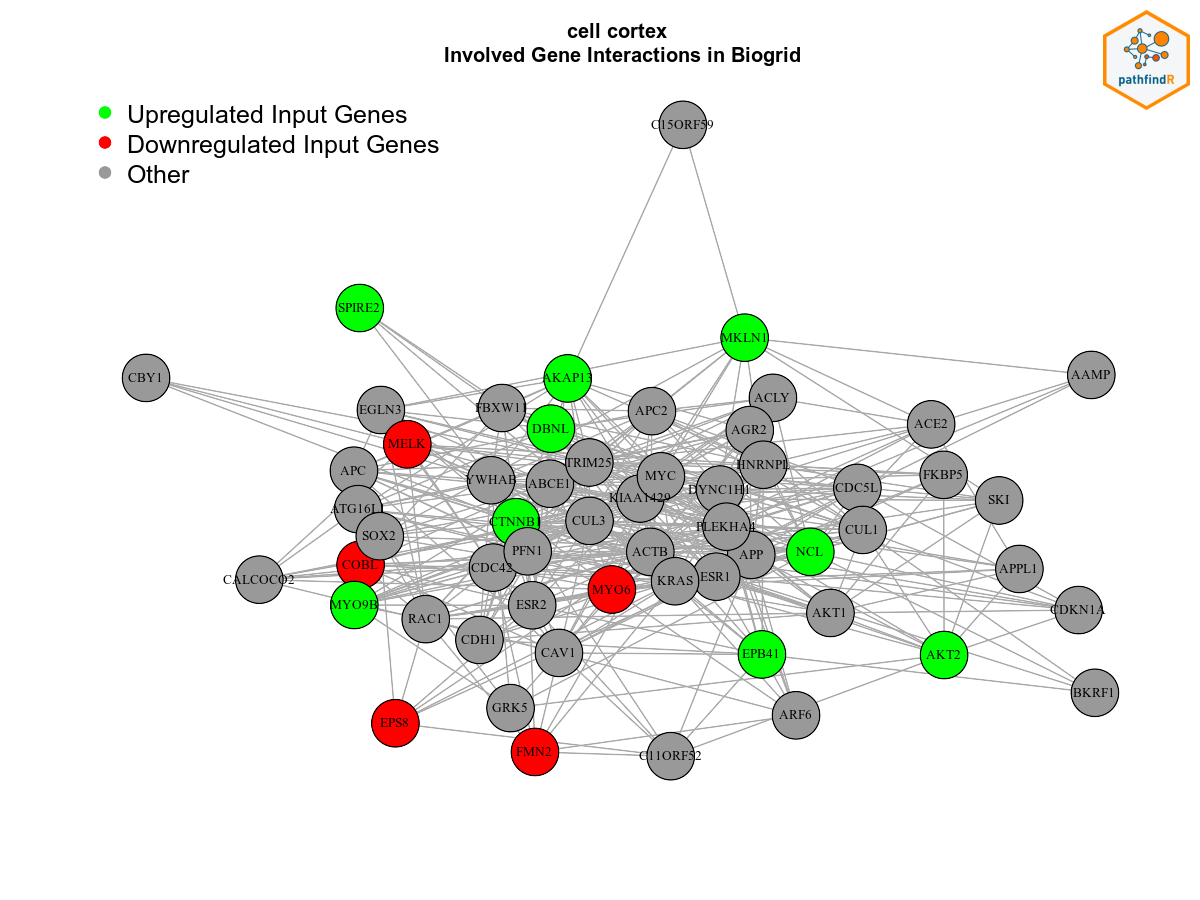 cell cortex
Involved Gene Interactions in Biogrid
pathfindR
Upregulated Input Genes
Downregulated Input Genes
Other
C15ORF59
SPIRE2
MKLN1
CBY1
AKAP13
AAMP
EGLN3
FBXW11
APC2
ACLY
DBNL
AGR2
ACE2
MELK
APC
TRIM25
HNRNPL
YWHAB
ABCE1
MYC
KIAA1429
DYNC1H1
CDC5L
FKBP5
SKI
ATG16L1
CTNNB1
CUL3
PLEKHA4
CUL1
SOX2
PFN1
ACTB
APP
NCL
COBL
CDC42
CALCOCO2
KRAS
ESR1
APPL1
MYO9B
MYO6
ESR2
RAC1
AKT1
CDKN1A
CDH1
CAV1
EPB41
AKT2
BKRF1
GRK5
ARF6
EPS8
FMN2
C11ORF52